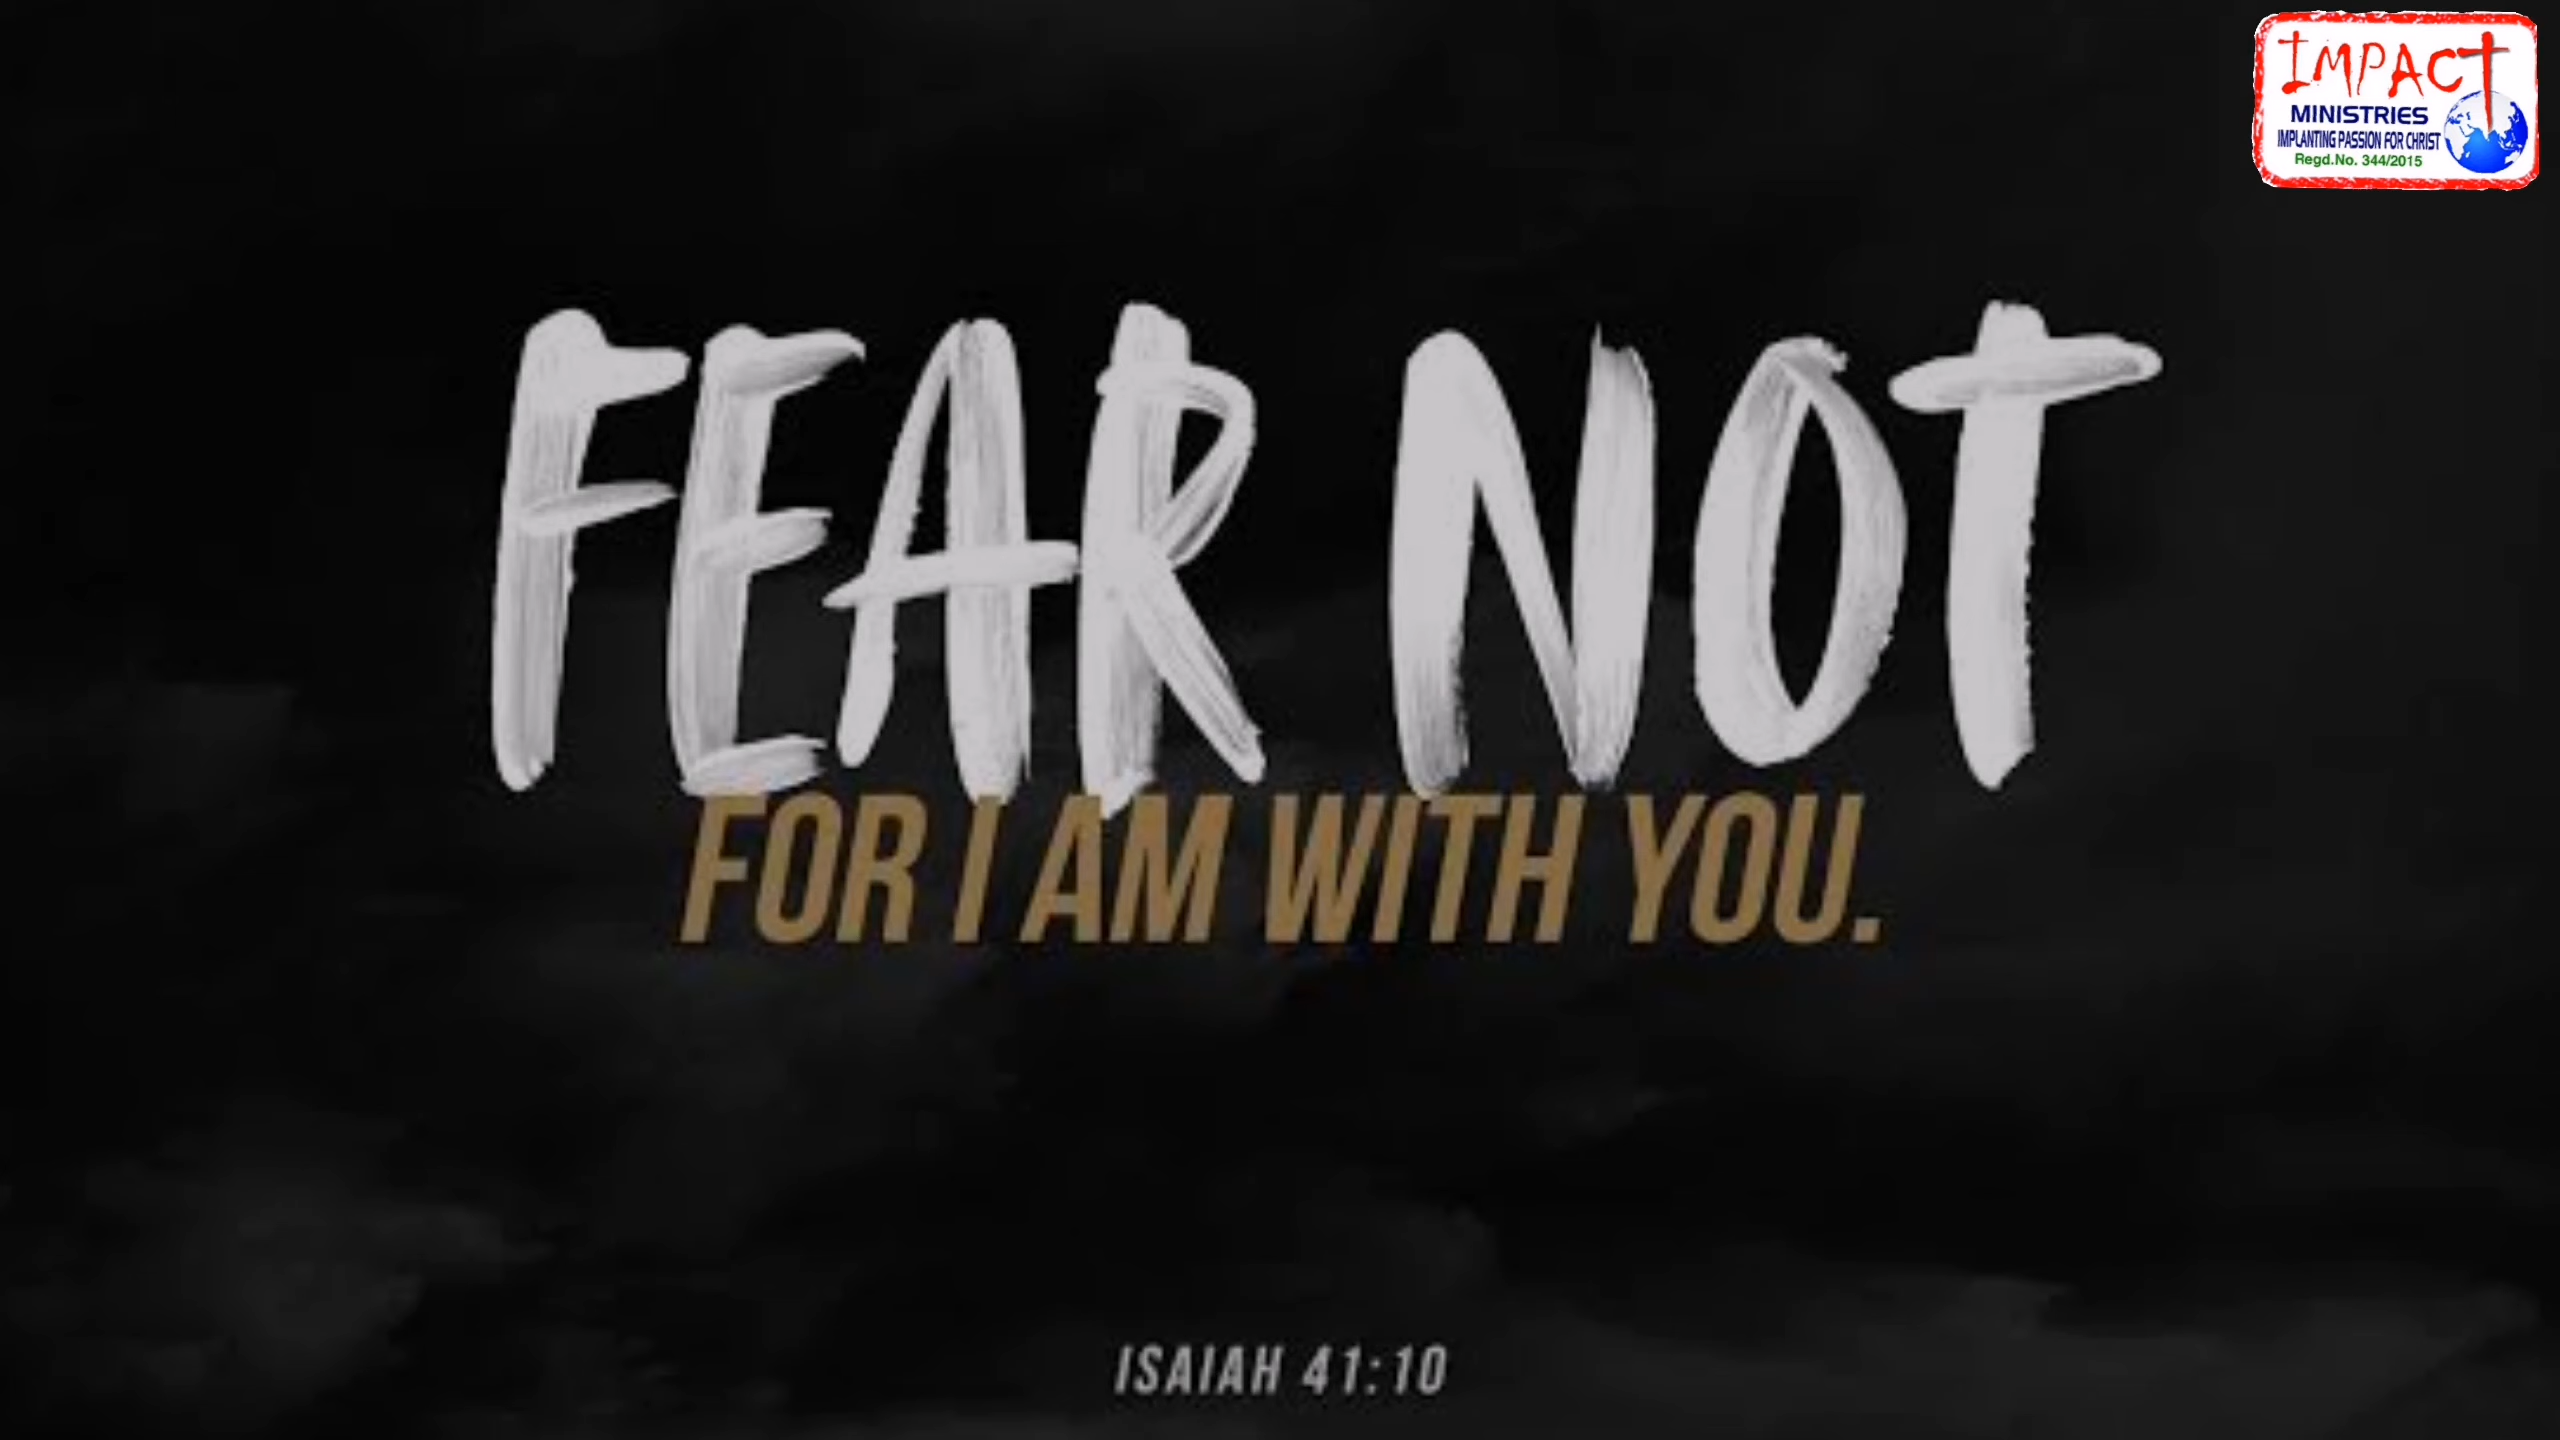 IMPACT
MINISTRIES
IMPLANTING PASSION FOR CHRIST
Regd.No. 344/2015
FEAR NOT
FOR I AM WITH YOU.
ISAIAH 41:10